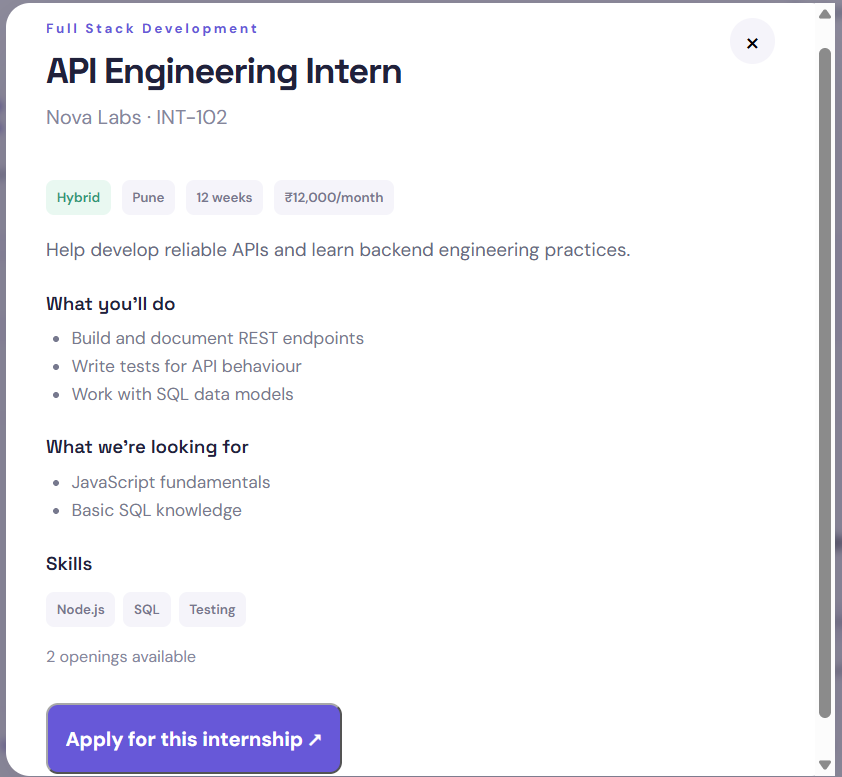 Full Stack Development
×
API Engineering Intern
Nova Labs · INT-102
Hybrid
Pune
12 weeks
₹12,000/month
Help develop reliable APIs and learn backend engineering practices.
What you’ll do
• Build and document REST endpoints
• Write tests for API behaviour
• Work with SQL data models
What we’re looking for
• JavaScript fundamentals
• Basic SQL knowledge
Skills
Node.js
SQL
Testing
2 openings available
Apply for this internship ↗